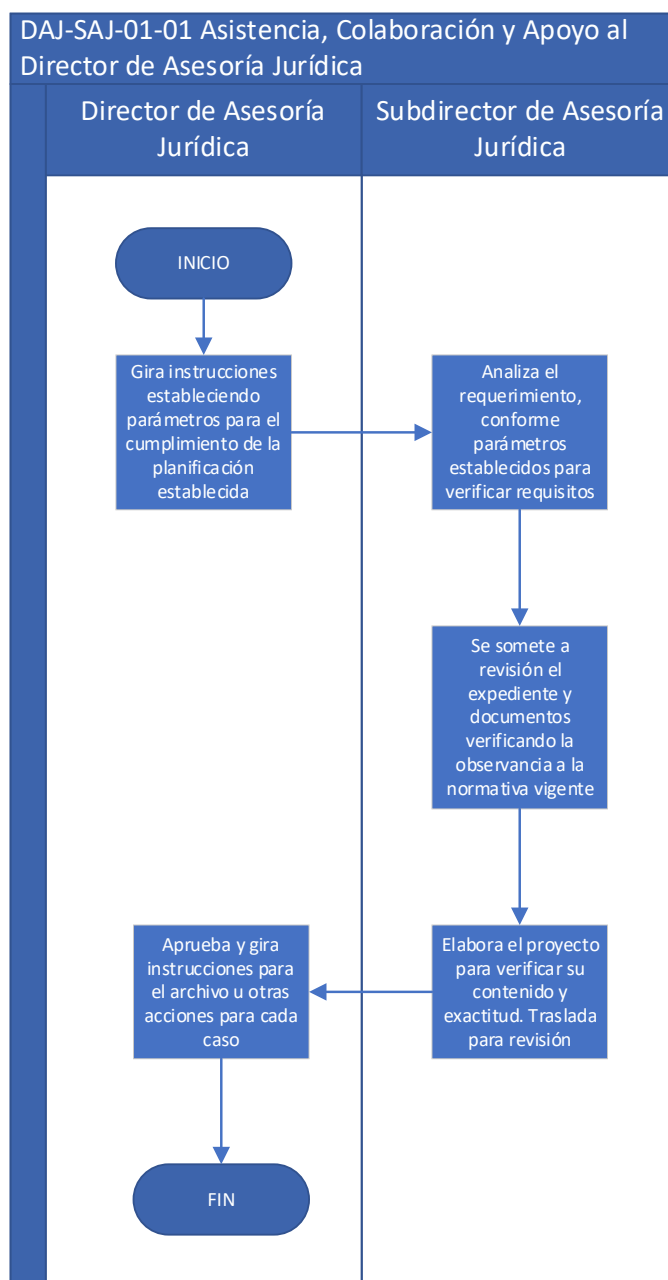 DAJ-SAJ-01-01 Asistencia, Colaboración y Apoyo al
Director de Asesoría Jurídica
Director de Asesoría
Jurídica
Subdirector de Asesoría
Jurídica
INICIO
Gira instrucciones
estableciendo
parámetros para el
cumplimiento de la
planificación
establecida
Analiza el
requerimiento,
conforme
parámetros
establecidos para
verificar requisitos
Se somete a
revisión el
expediente y
documentos
verificando la
observancia a la
normativa vigente
Elabora el proyecto
para verificar su
contenido y
exactitud. Traslada
para revisión
Aprueba y gira
instrucciones para
el archivo u otras
acciones para cada
caso
FIN